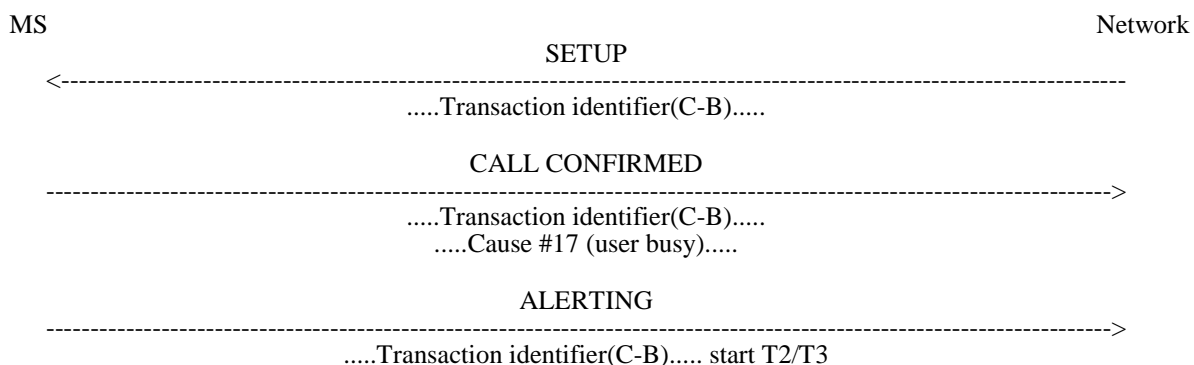 MS Network
SETUP
<------------------------------------------------------------------------------------------------------------------------
.....Transaction identifier(C-B).....
CALL CONFIRMED
------------------------------------------------------------------------------------------------------------------------>
.....Transaction identifier(C-B).....
.....Cause #17 (user busy).....
ALERTING
------------------------------------------------------------------------------------------------------------------------>
.....Transaction identifier(C-B)..... start T2/T3